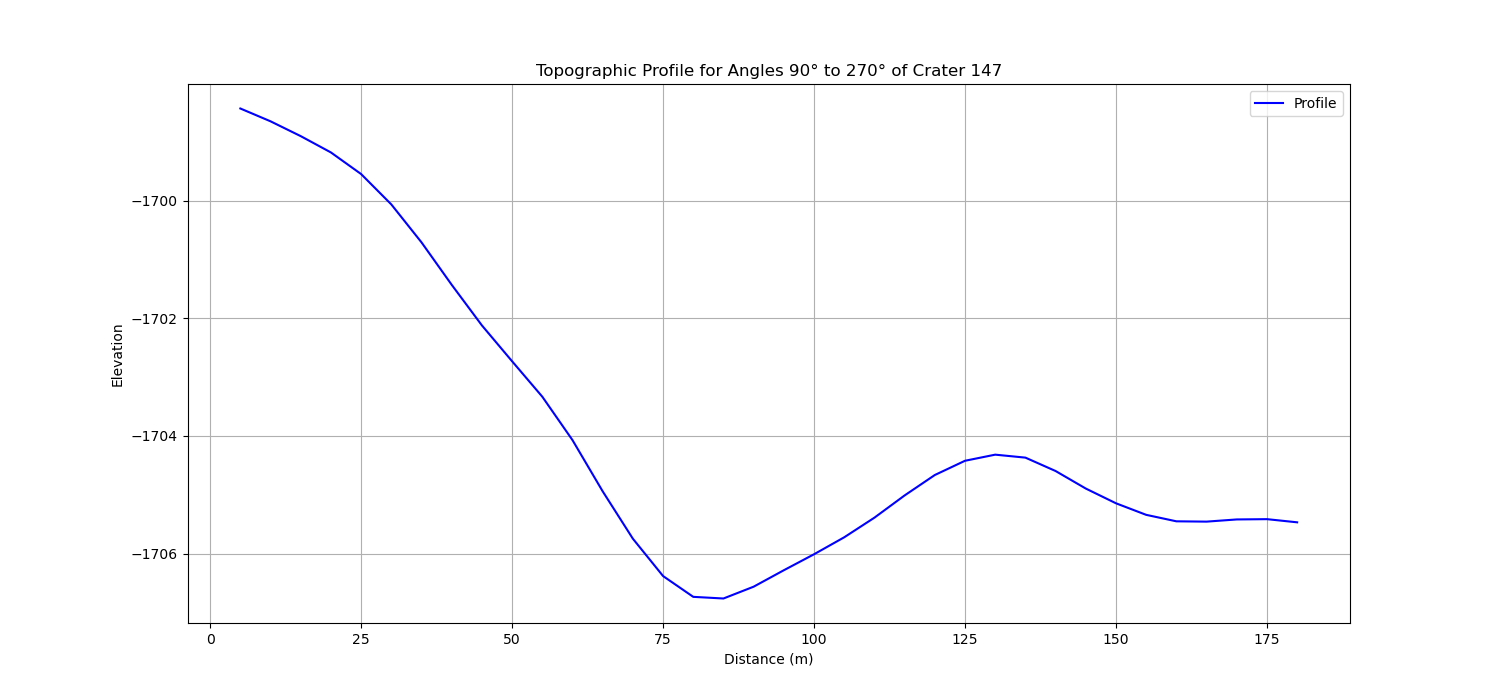 Topographic Profile for Angles 90° to 270° of Crater 147
Profile
−1700
−1702
−1704
−1706
Elevation
0 25 50 75 100 125 150 175
Distance (m)